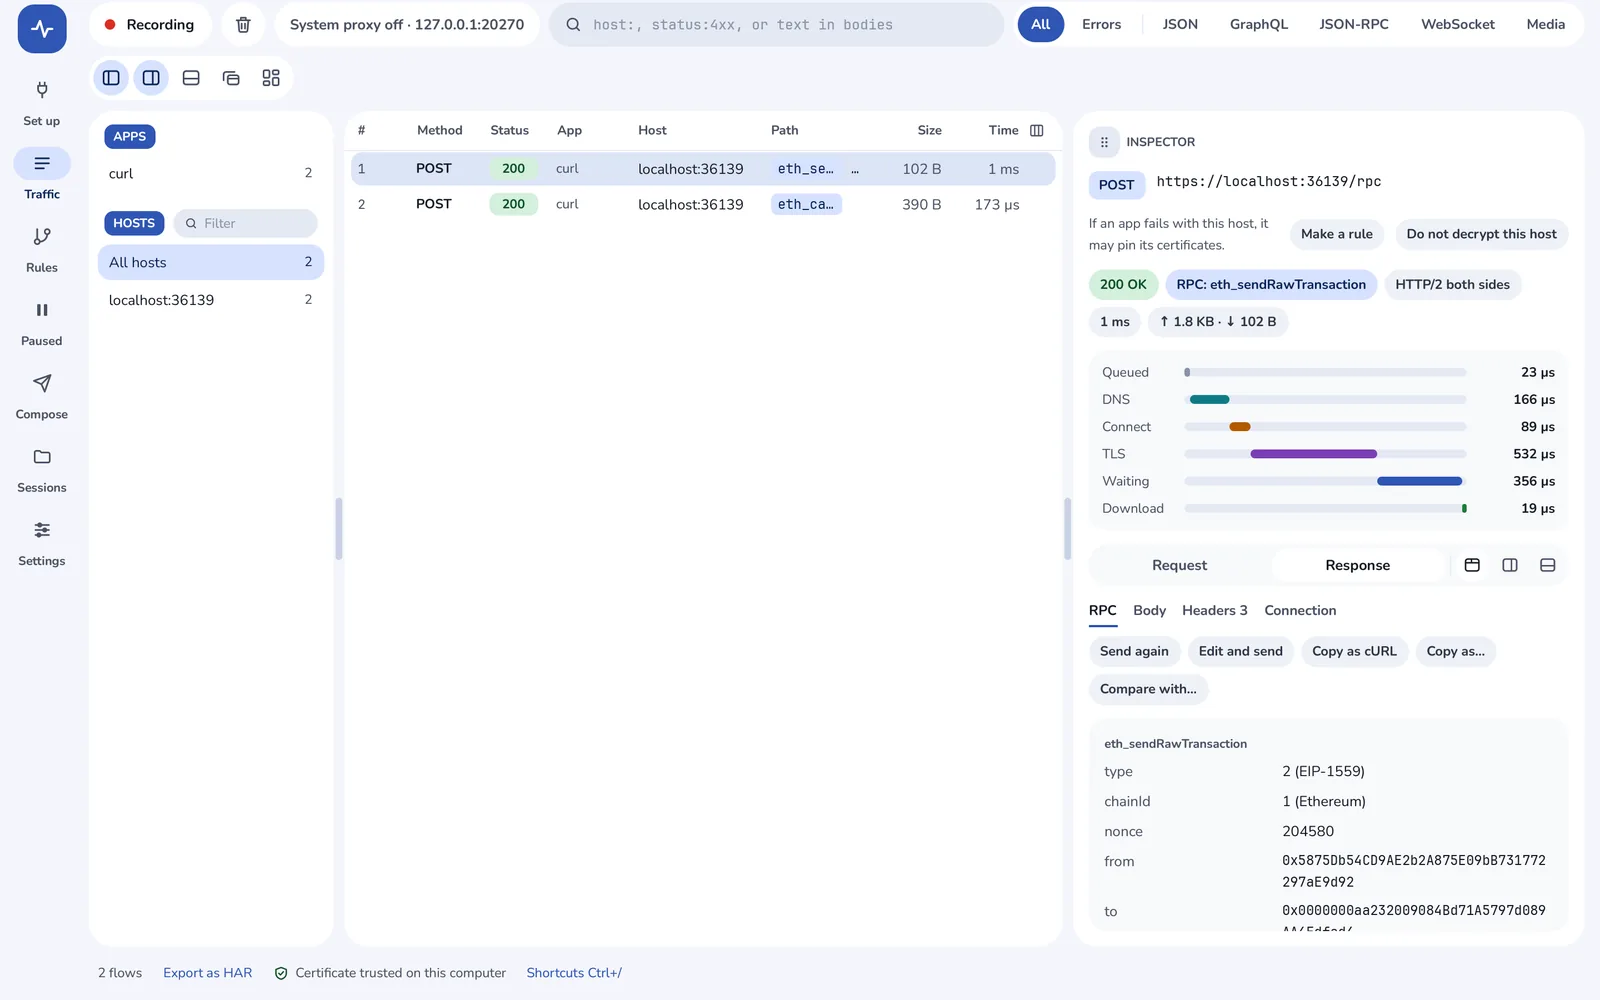 Recording
System proxy off · 127.0.0.1:20270
host:, status:4xx, or text in bodies
All
Errors
JSON
GraphQL
JSON-RPC
WebSocket
Media
Set up
Traffic
Rules
Paused
Compose
Sessions
Settings
APPS
curl 2
HOSTS
Filter
All hosts 2
localhost:36139 2
# Method Status App Host Path Size Time
1 POST 200 curl localhost:36139 eth_se… … 102 B 1 ms
2 POST 200 curl localhost:36139 eth_ca… 390 B 173 µs
INSPECTOR
POST https://localhost:36139/rpc
If an app fails with this host, it
may pin its certificates.
Make a rule
Do not decrypt this host
200 OK
RPC: eth_sendRawTransaction
HTTP/2 both sides
1 ms
↑ 1.8 KB · ↓ 102 B
Queued 23 µs
DNS 166 µs
Connect 89 µs
TLS 532 µs
Waiting 356 µs
Download 19 µs
Request
Response
RPC
Body
Headers 3
Connection
Send again
Edit and send
Copy as cURL
Copy as…
Compare with…
eth_sendRawTransaction
type 2 (EIP-1559)
chainId 1 (Ethereum)
nonce 204580
from 0x5875Db54CD9AE2b2A875E09bB731772
297aE9d92
to 0x0000000aa232009084Bd71A5797d089
2 flows
Export as HAR
Certificate trusted on this computer
Shortcuts Ctrl+/